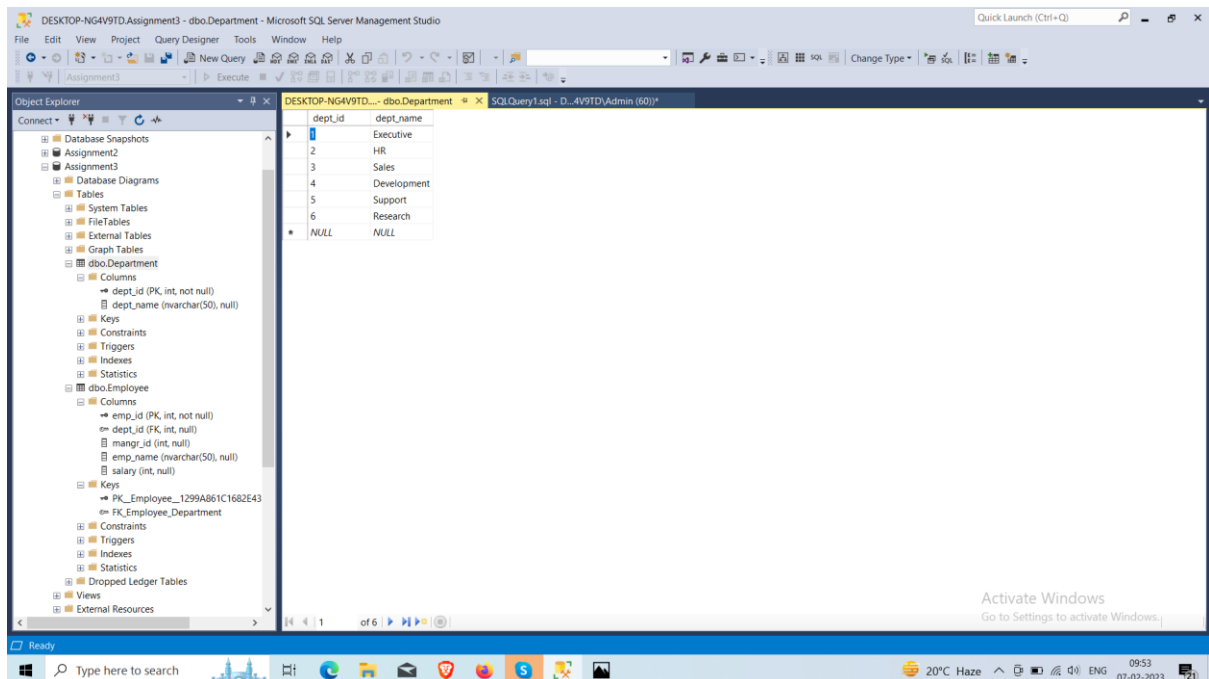 DESKTOP-NG4V9TD.Assignment3 - dbo.Department - Microsoft SQL Server Management Studio
Quick Launch (Ctrl+Q)
File Edit View Project Query Designer Tools Window Help
New Query SQL Change Type
Assignment3 Execute
Object Explorer
Connect
Database Snapshots
Assignment2
Assignment3
Database Diagrams
Tables
System Tables
FileTables
External Tables
Graph Tables
dbo.Department
Columns
dept_id (PK, int, not null)
dept_name (nvarchar(50), null)
Keys
Constraints
Triggers
Indexes
Statistics
dbo.Employee
Columns
emp_id (PK, int, not null)
dept_id (FK, int, null)
mangr_id (int, null)
emp_name (nvarchar(50), null)
salary (int, null)
Keys
PK__Employee__1299A861C1682E43
FK_Employee_Department
Constraints
Triggers
Indexes
Statistics
Dropped Ledger Tables
Views
External Resources
DESKTOP-NG4V9TD....- dbo.Department SQLQuery1.sql - D...4V9TD\Admin (60))*
dept_id dept_name
1 Executive
2 HR
3 Sales
4 Development
5 Support
6 Research
NULL NULL
1 of 6
Activate Windows
Go to Settings to activate Windows.
Ready
Type here to search
20°C Haze ENG 09:53
07-02-2023 21